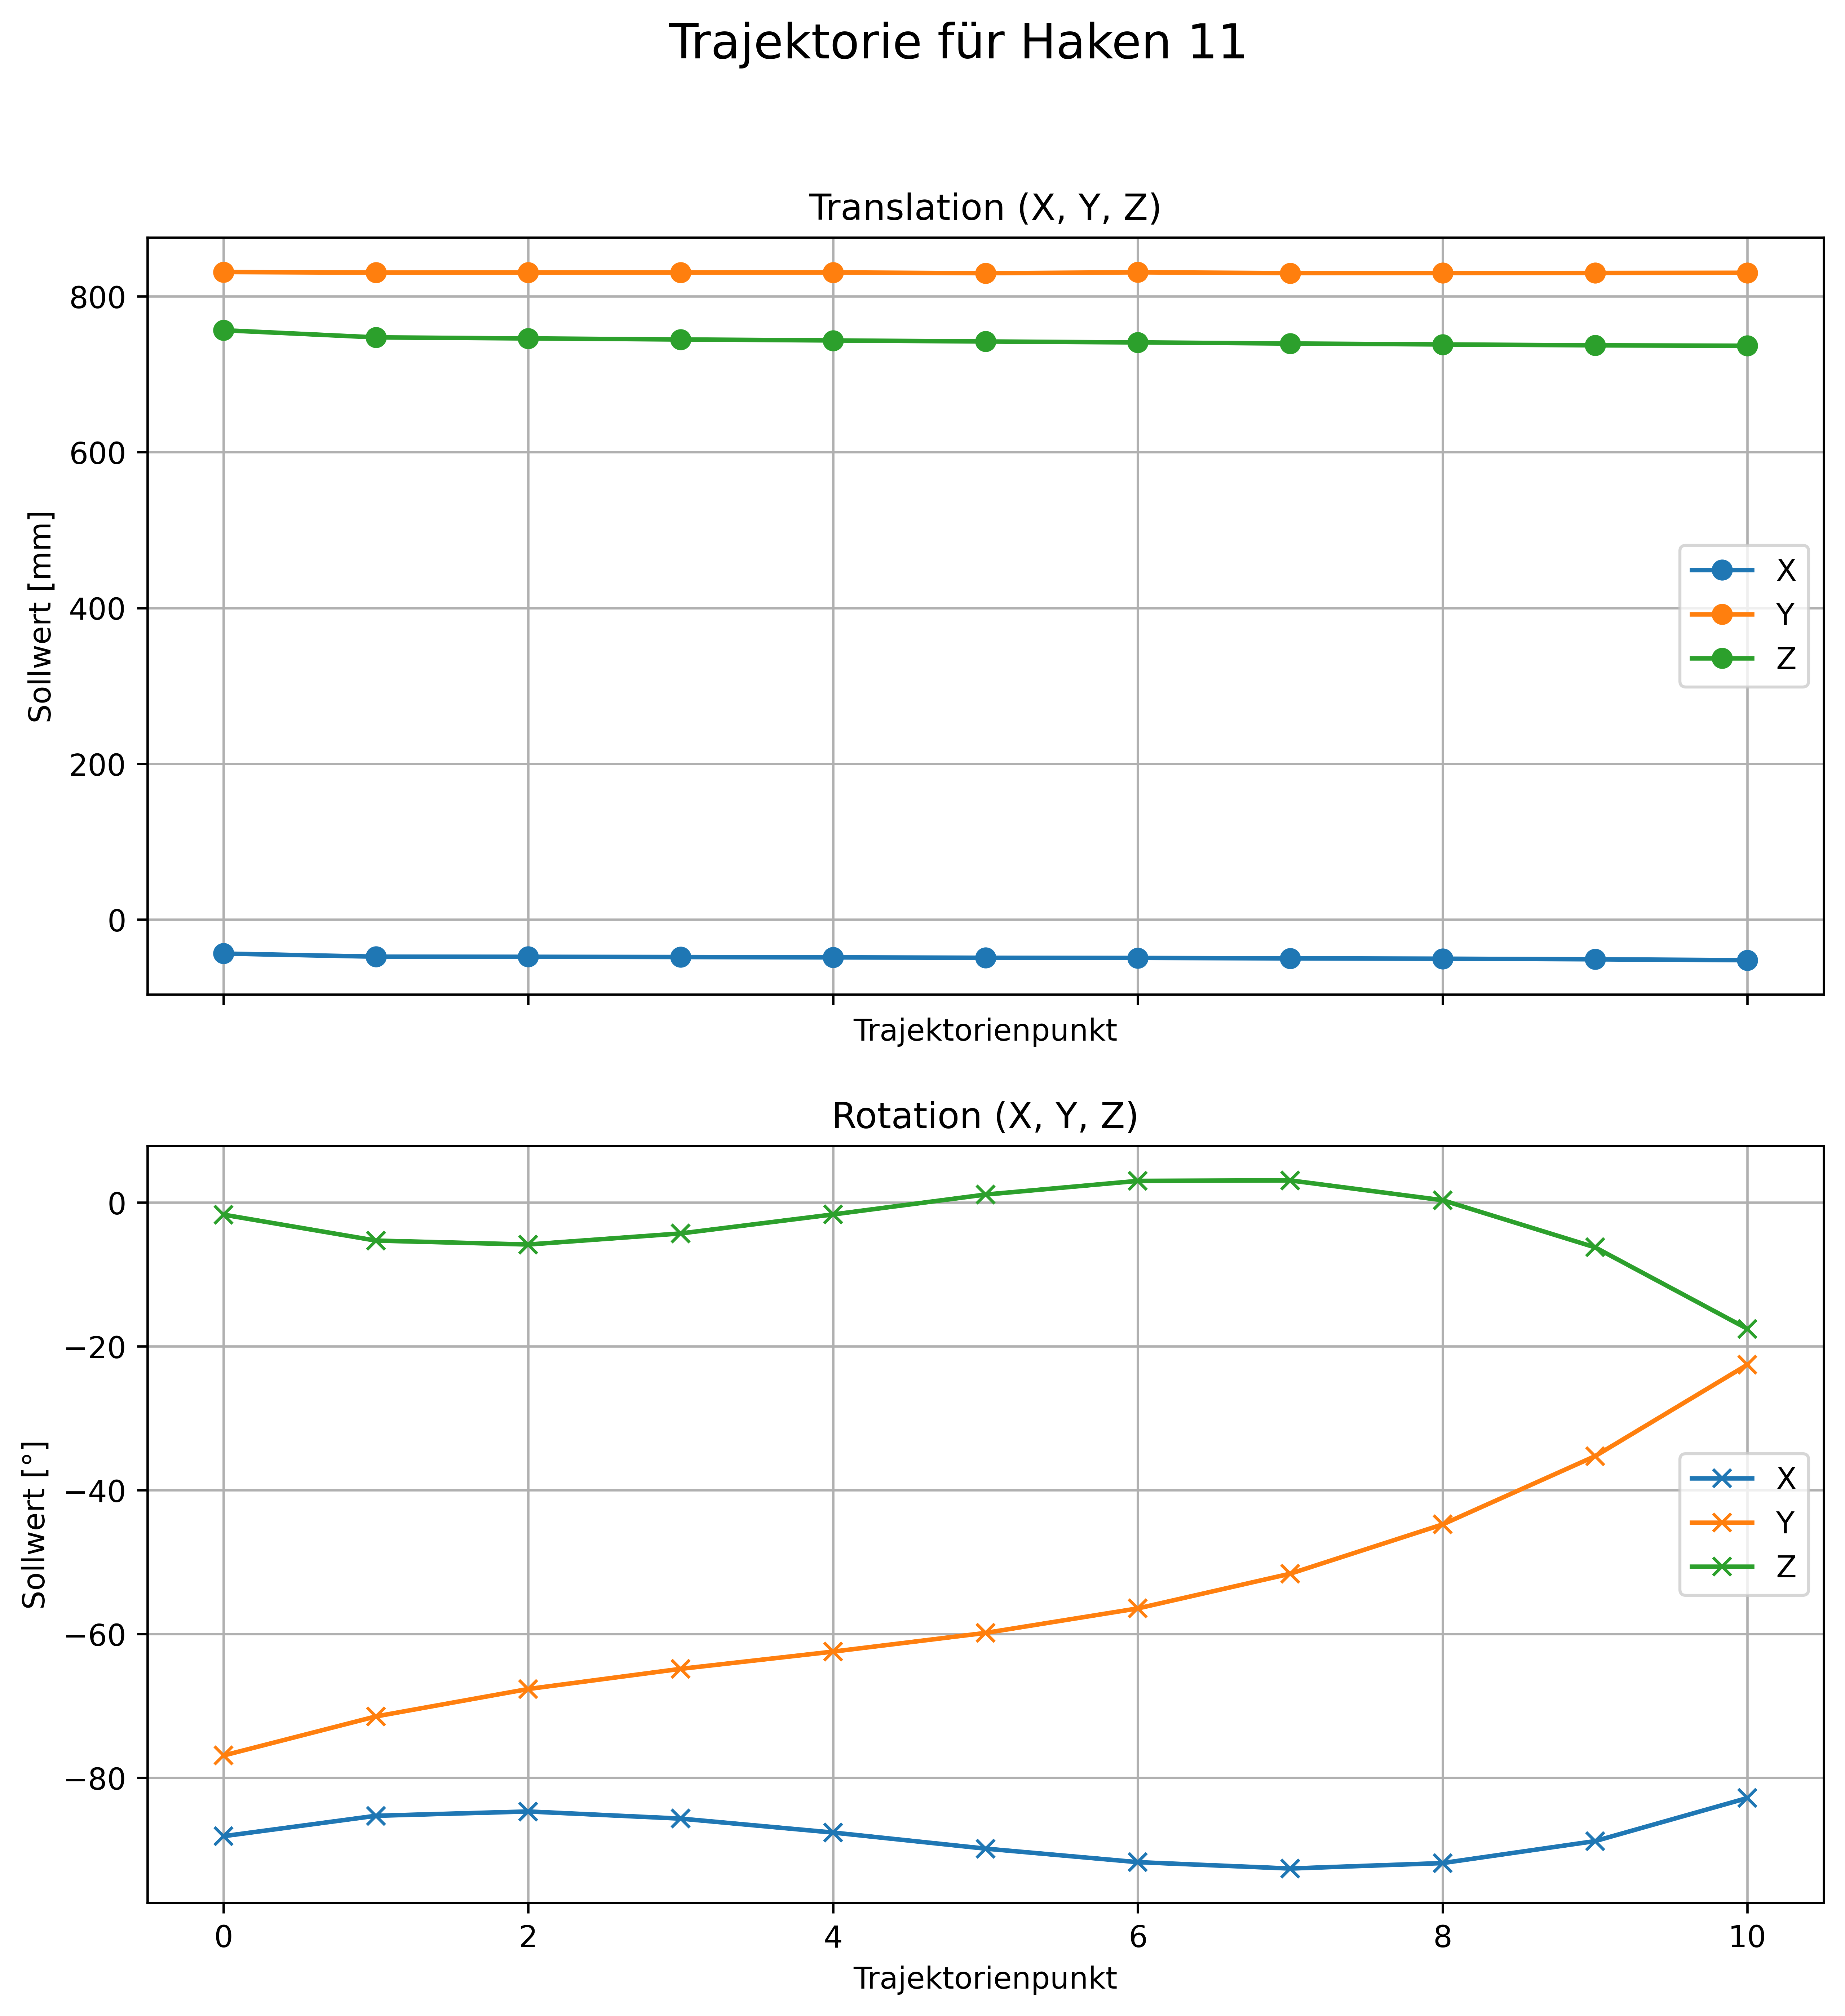 Trajektorie für Haken 11
Translation (X, Y, Z)
800
600
400
200
0
Sollwert [mm]
X
Y
Z
Trajektorienpunkt
Rotation (X, Y, Z)
0
−20
−40
−60
−80
Sollwert [°]
X
Y
Z
0 2 4 6 8 10
Trajektorienpunkt